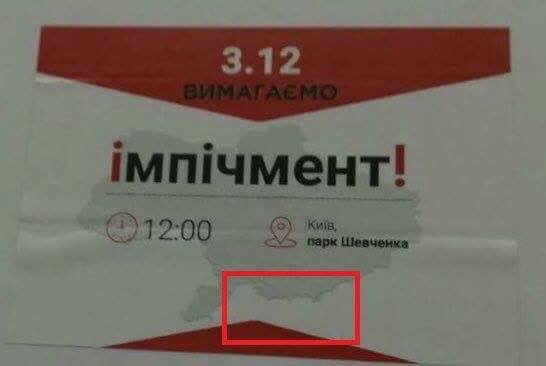 3.12
ВИМАГАЄМО
імпічмент!
12:00
Київ,
парк Шевченка